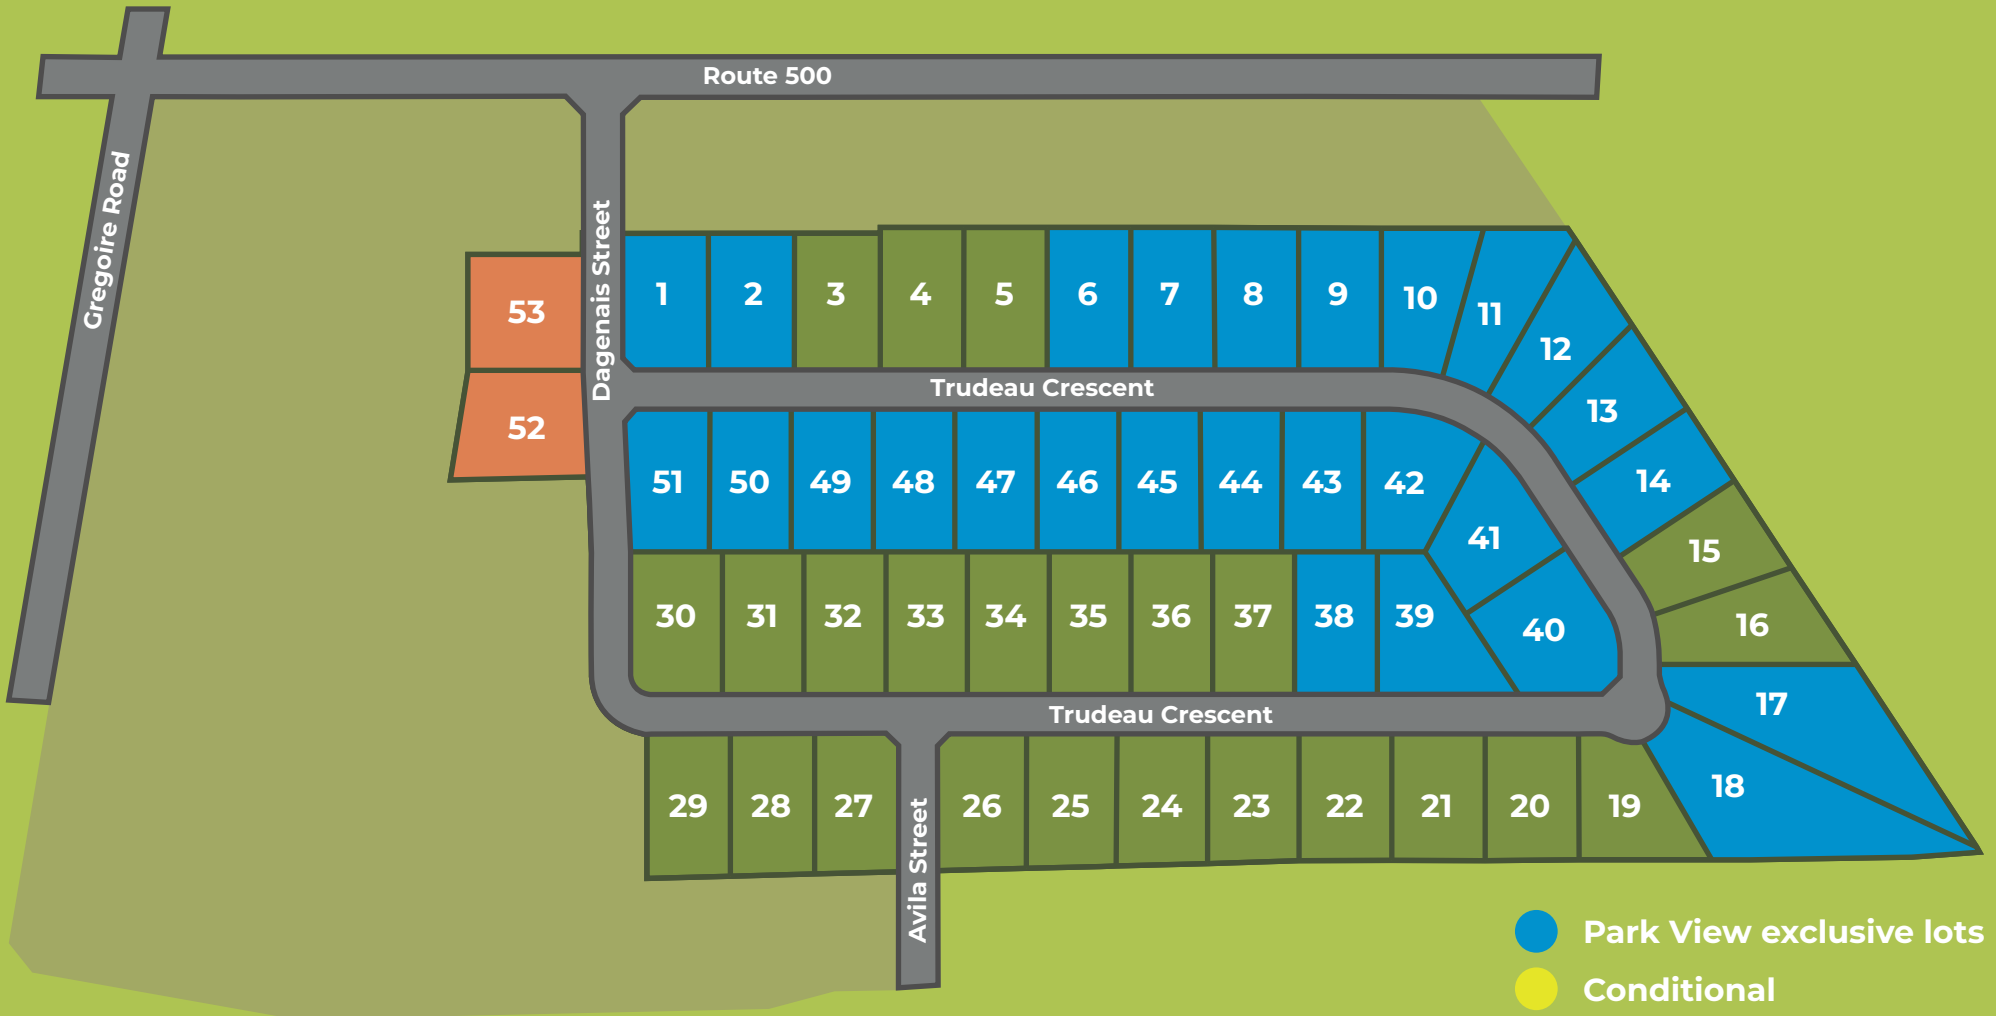 Route 500
Gregoire Road
Dagenais Street
53
52
1 2 3 4 5 6 7 8 9 10 11 12 13 14 15 16 17 18
Trudeau Crescent
51 50 49 48 47 46 45 44 43 42 41 40
30 31 32 33 34 35 36 37 38 39
Trudeau Crescent
29 28 27 26 25 24 23 22 21 20 19
Avila Street
Park View exclusive lots
Conditional